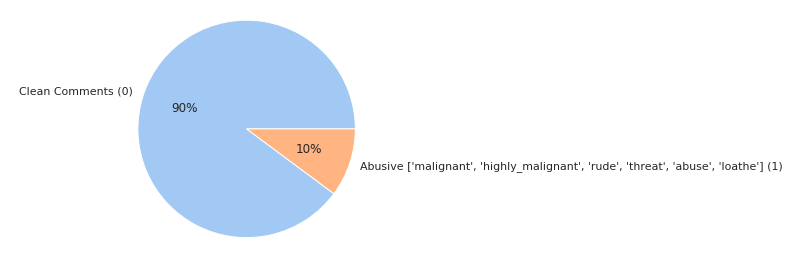 Clean Comments (0)
90%
10%
Abusive ['malignant', 'highly_malignant', 'rude', 'threat', 'abuse', 'loathe'] (1)